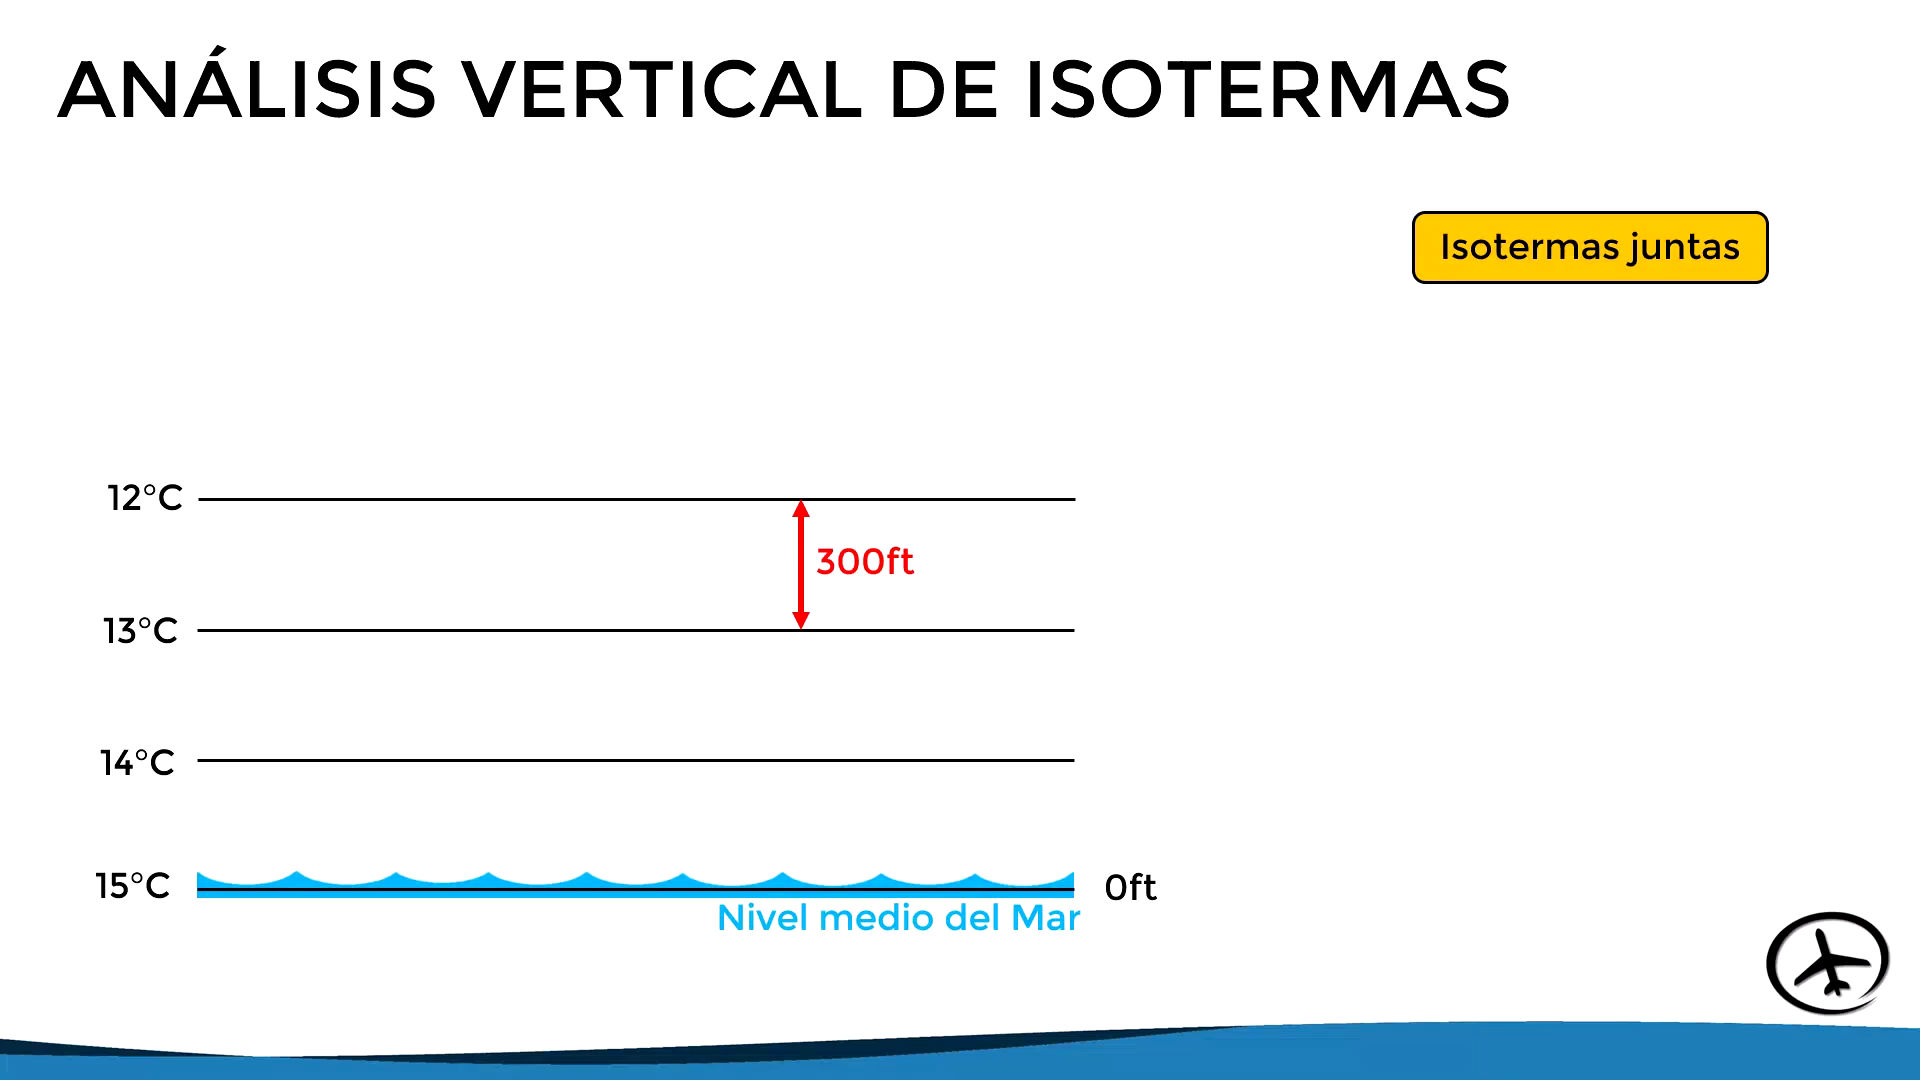 ANÁLISIS VERTICAL DE ISOTERMAS
Isotermas juntas
12°C
300ft
13°C
14°C
15°C
0ft
Nivel medio del Mar